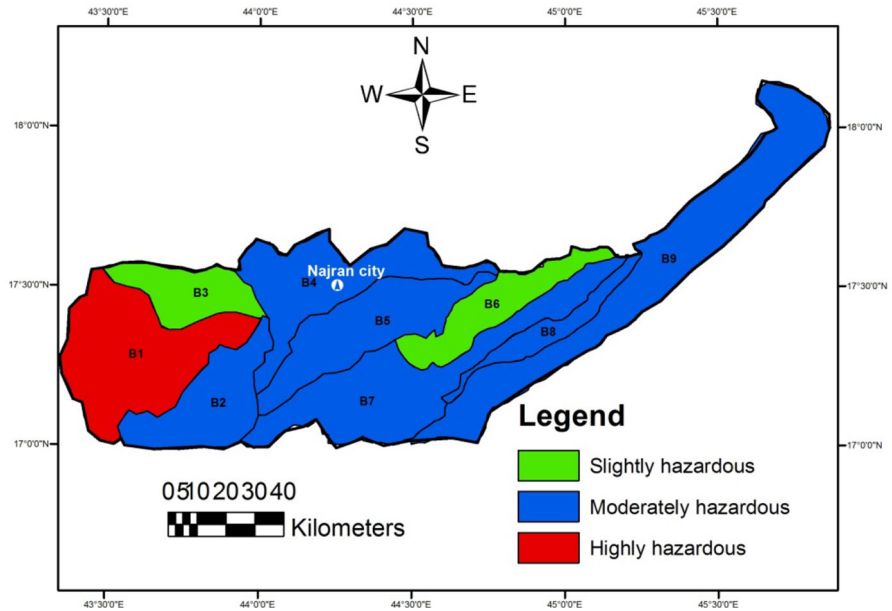 43°30'0"E 44°0'0"E 44°30'0"E 45°0'0"E 45°30'0"E
N
W E
S
18°0'0"N 18°0'0"N
B9
Najran city
17°30'0"N B3 B4 17°30'0"N
B6
B5
B8
B1
B2 B7
Legend
17°0'0"N 17°0'0"N
Slightly hazardous
0510203040
Moderately hazardous
Kilometers
Highly hazardous
43°30'0"E 44°0'0"E 44°30'0"E 45°0'0"E 45°30'0"E